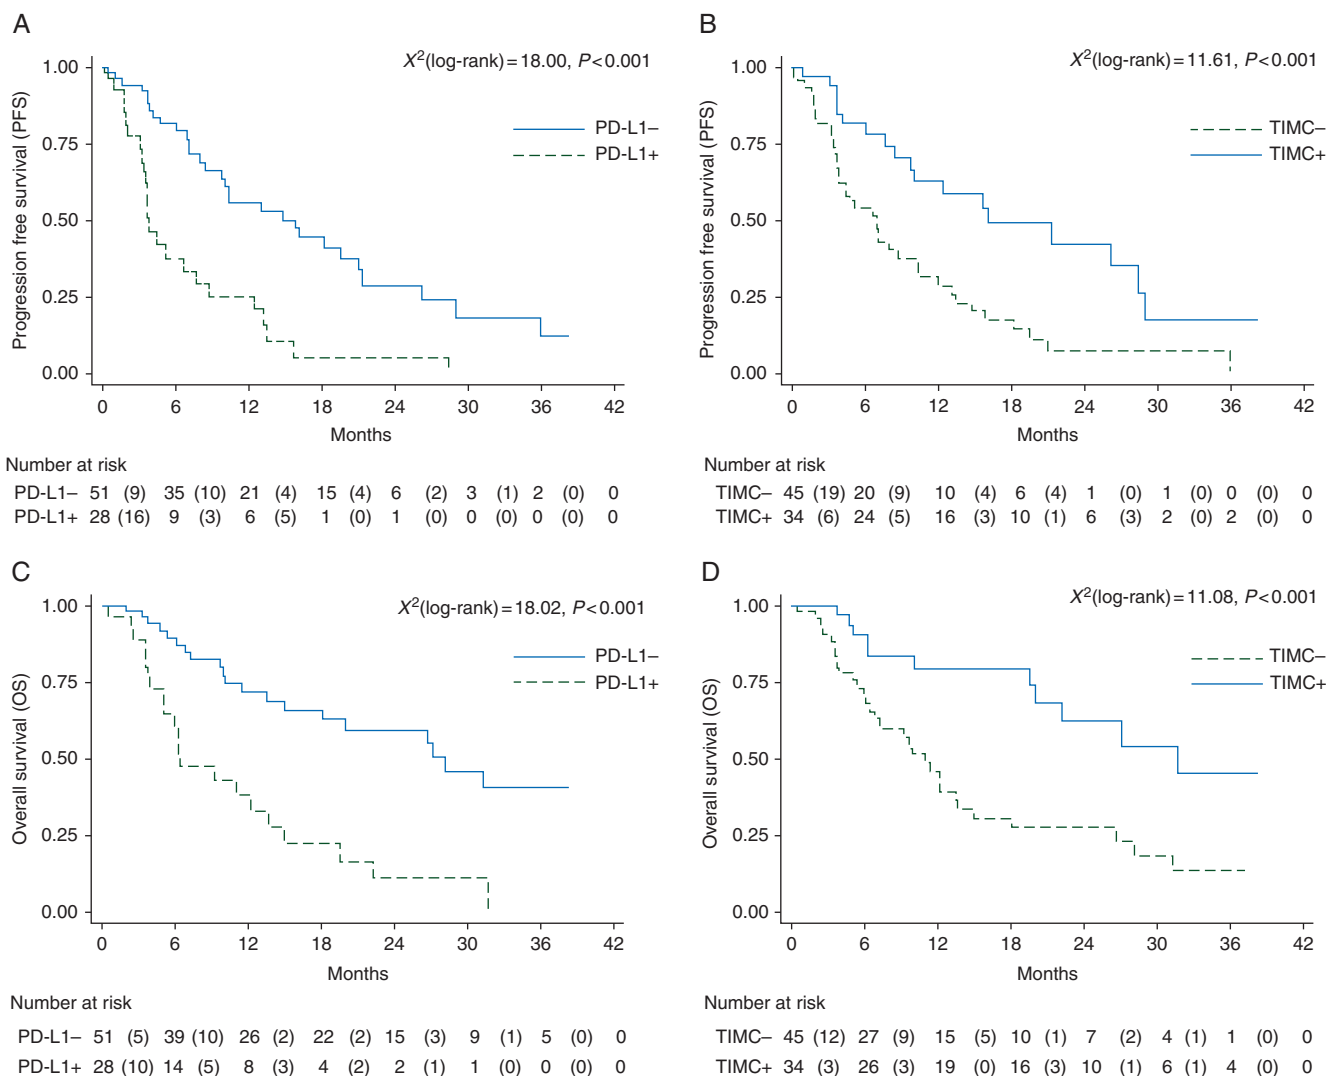 A
X²(log-rank) = 18.00, P < 0.001
1.00
0.75
0.50
0.25
0.00
Progression free survival (PFS)
PD-L1–
PD-L1+
0 6 12 18 24 30 36 42
Months
Number at risk
PD-L1– 51 (9) 35 (10) 21 (4) 15 (4) 6 (2) 3 (1) 2 (0) 0
PD-L1+ 28 (16) 9 (3) 6 (5) 1 (0) 1 (0) 0 (0) 0 (0) 0
B
X²(log-rank) = 11.61, P < 0.001
1.00
0.75
0.50
0.25
0.00
Progression free survival (PFS)
TIMC–
TIMC+
0 6 12 18 24 30 36 42
Months
Number at risk
TIMC– 45 (19) 20 (9) 10 (4) 6 (4) 1 (0) 1 (0) 0 (0) 0
TIMC+ 34 (6) 24 (5) 16 (3) 10 (1) 6 (3) 2 (0) 2 (0) 0
C
X²(log-rank) = 18.02, P < 0.001
1.00
0.75
0.50
0.25
0.00
Overall survival (OS)
PD-L1–
PD-L1+
0 6 12 18 24 30 36 42
Months
Number at risk
PD-L1– 51 (5) 39 (10) 26 (2) 22 (2) 15 (3) 9 (1) 5 (0) 0
PD-L1+ 28 (10) 14 (5) 8 (3) 4 (2) 2 (1) 1 (0) 0 (0) 0
D
X²(log-rank) = 11.08, P < 0.001
1.00
0.75
0.50
0.25
0.00
Overall survival (OS)
TIMC–
TIMC+
0 6 12 18 24 30 36 42
Months
Number at risk
TIMC– 45 (12) 27 (9) 15 (5) 10 (1) 7 (2) 4 (1) 1 (0) 0
TIMC+ 34 (3) 26 (3) 19 (0) 16 (3) 10 (1) 6 (1) 4 (0) 0